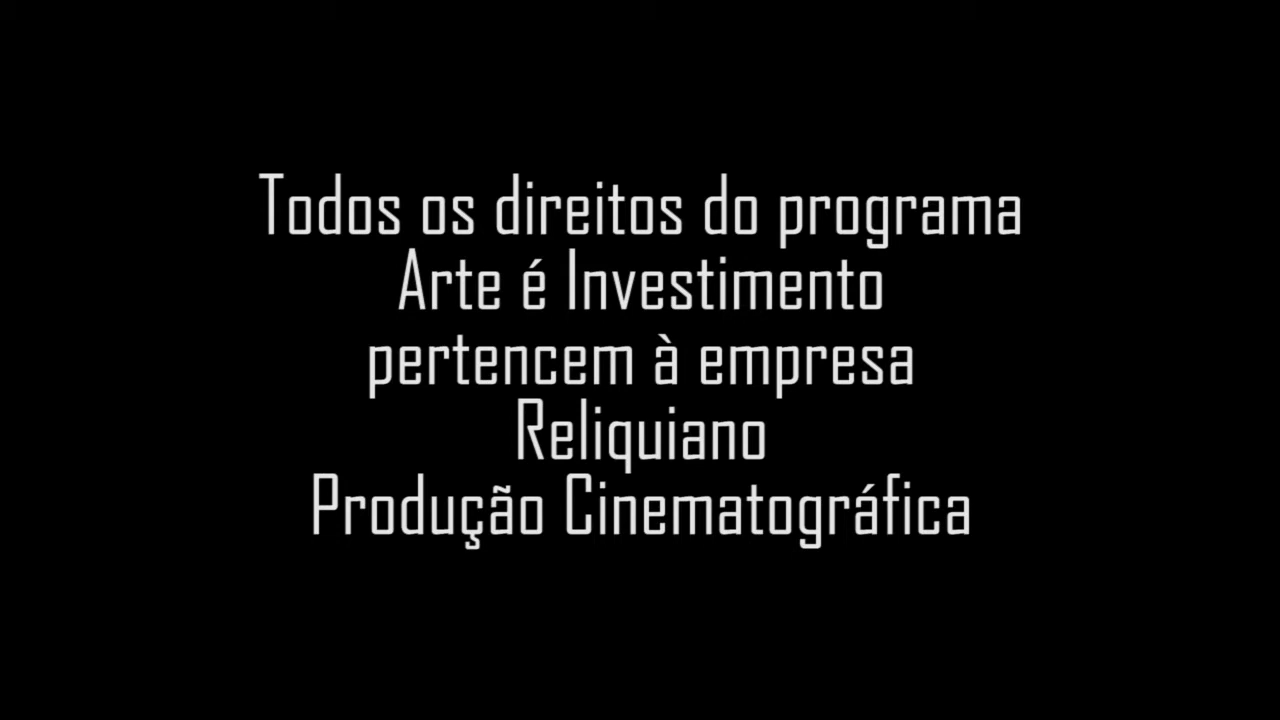 Todos os direitos do programa
Arte é Investimento
pertencem à empresa
Reliquiano
Produção Cinematográfica